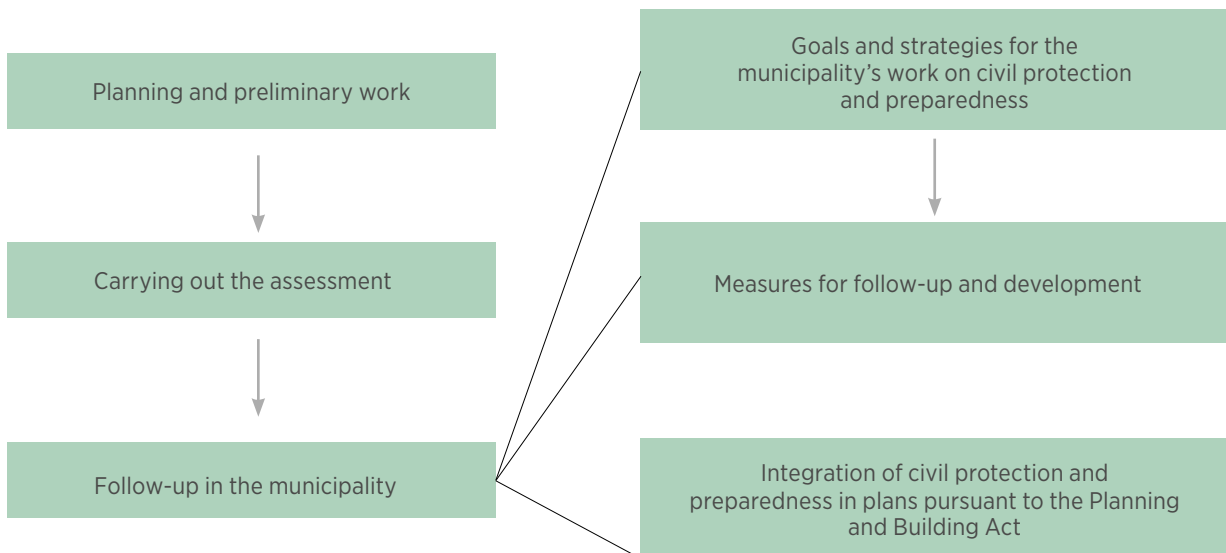 Planning and preliminary work
Carrying out the assessment
Follow-up in the municipality
Goals and strategies for the
municipality’s work on civil protection
and preparedness
Measures for follow-up and development
Integration of civil protection and
preparedness in plans pursuant to the Planning
and Building Act